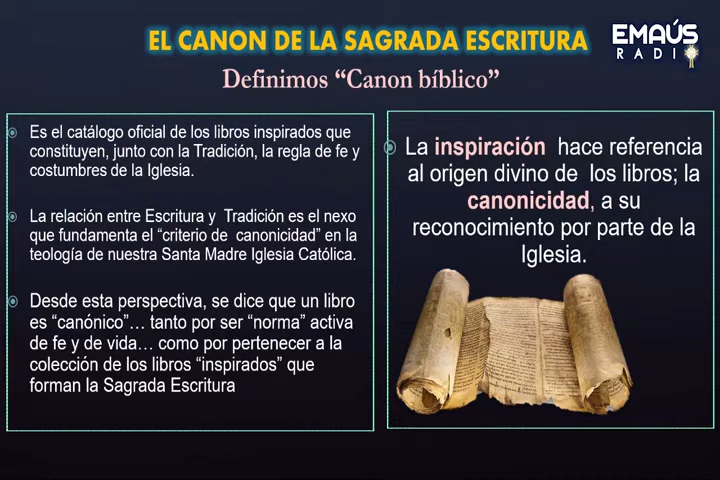 EL CANON DE LA SAGRADA ESCRITURA
EMAÚS
RADI
Definimos “Canon bíblico”
Es el catálogo oficial de los libros inspirados que
constituyen, junto con la Tradición, la regla de fe y
costumbres de la Iglesia.
La relación entre Escritura y Tradición es el nexo
que fundamenta el “criterio de canonicidad” en la
teología de nuestra Santa Madre Iglesia Católica.
Desde esta perspectiva, se dice que un libro
es “canónico”… tanto por ser “norma” activa
de fe y de vida… como por pertenecer a la
colección de los libros “inspirados” que
forman la Sagrada Escritura
La inspiración hace referencia
al origen divino de los libros; la
canonicidad, a su
reconocimiento por parte de la
Iglesia.